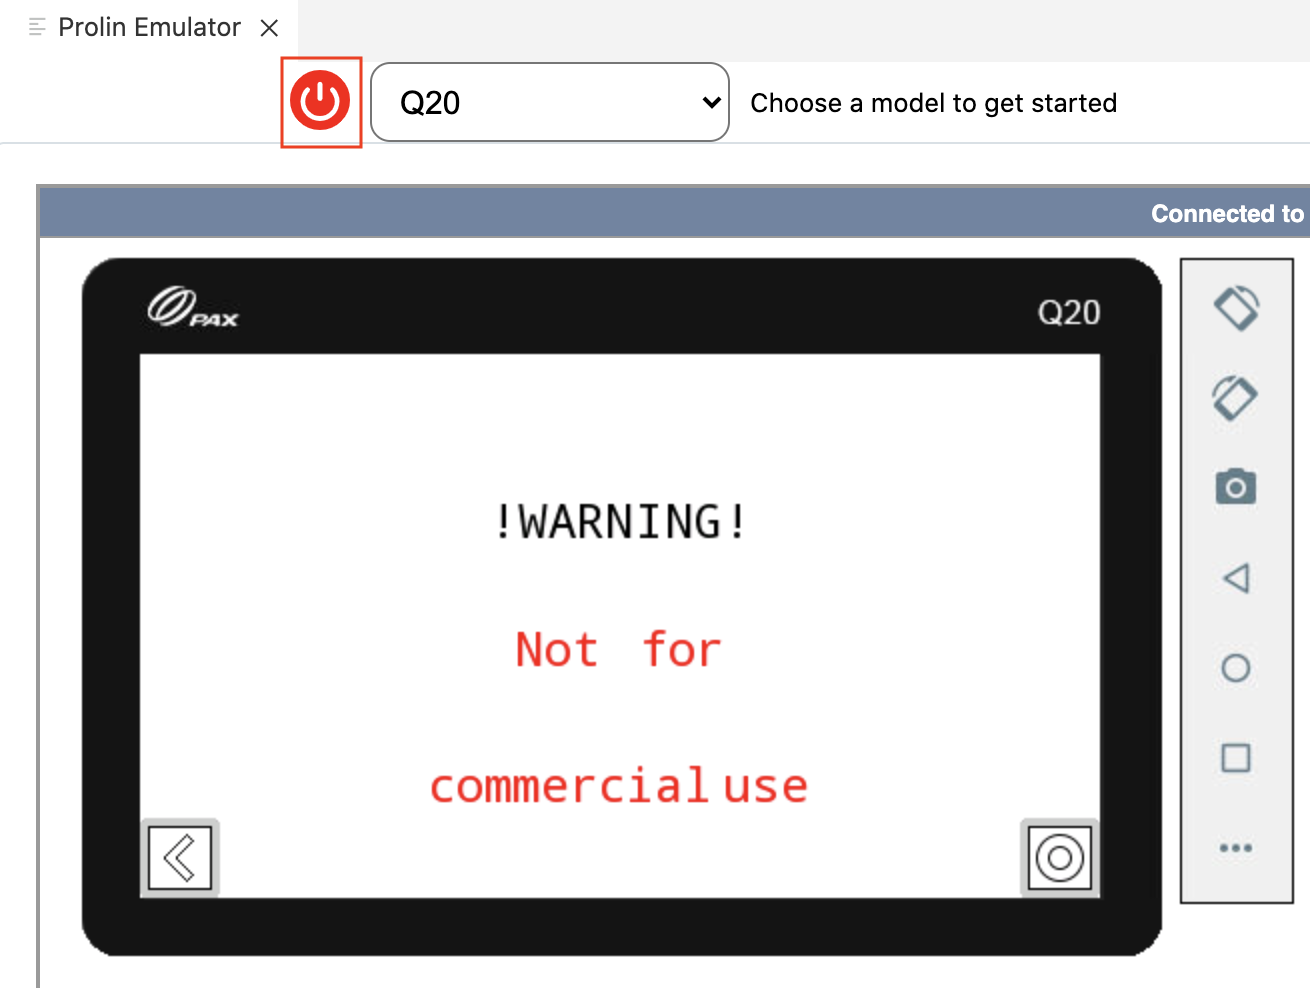 Prolin Emulator
Q20
Choose a model to get started
Connected to
PAX
Q20
!WARNING!
Not for
commercial use